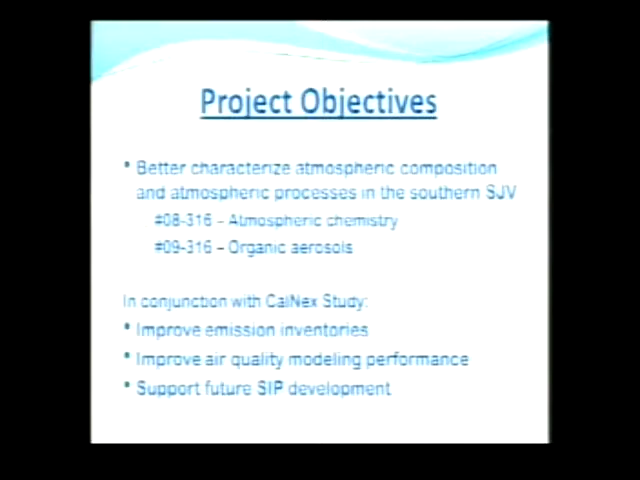 Project Objectives
• Better characterize atmospheric composition
and atmospheric processes in the southern SJV
#08-316 – Atmospheric chemistry
#09-316 – Organic aerosols
In conjunction with CalNex Study:
• Improve emission inventories
• Improve air quality modeling performance
• Support future SIP development